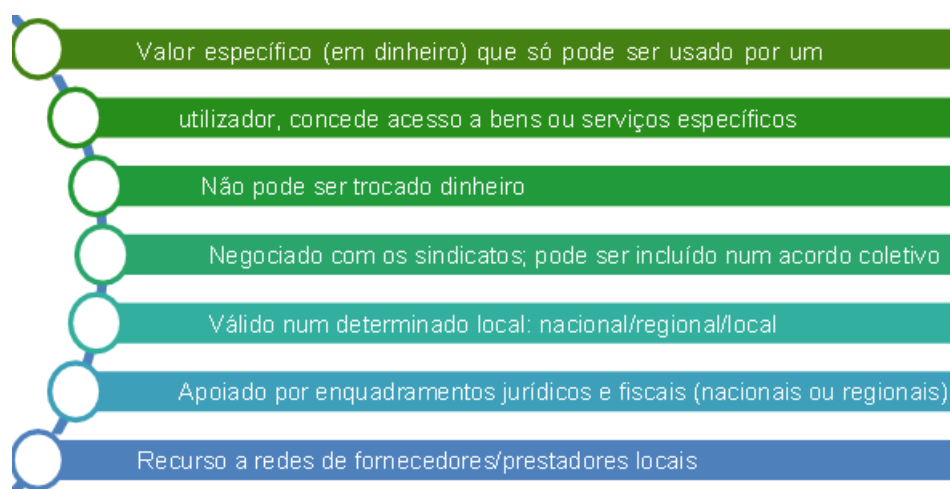 Valor específico (em dinheiro) que só pode ser usado por um
utilizador, concede acesso a bens ou serviços específicos
Não pode ser trocado dinheiro
Negociado com os sindicatos; pode ser incluído num acordo coletivo
Válido num determinado local: nacional/regional/local
Apoiado por enquadramentos jurídicos e fiscais (nacionais ou regionais)
Recurso a redes de fornecedores/prestadores locais